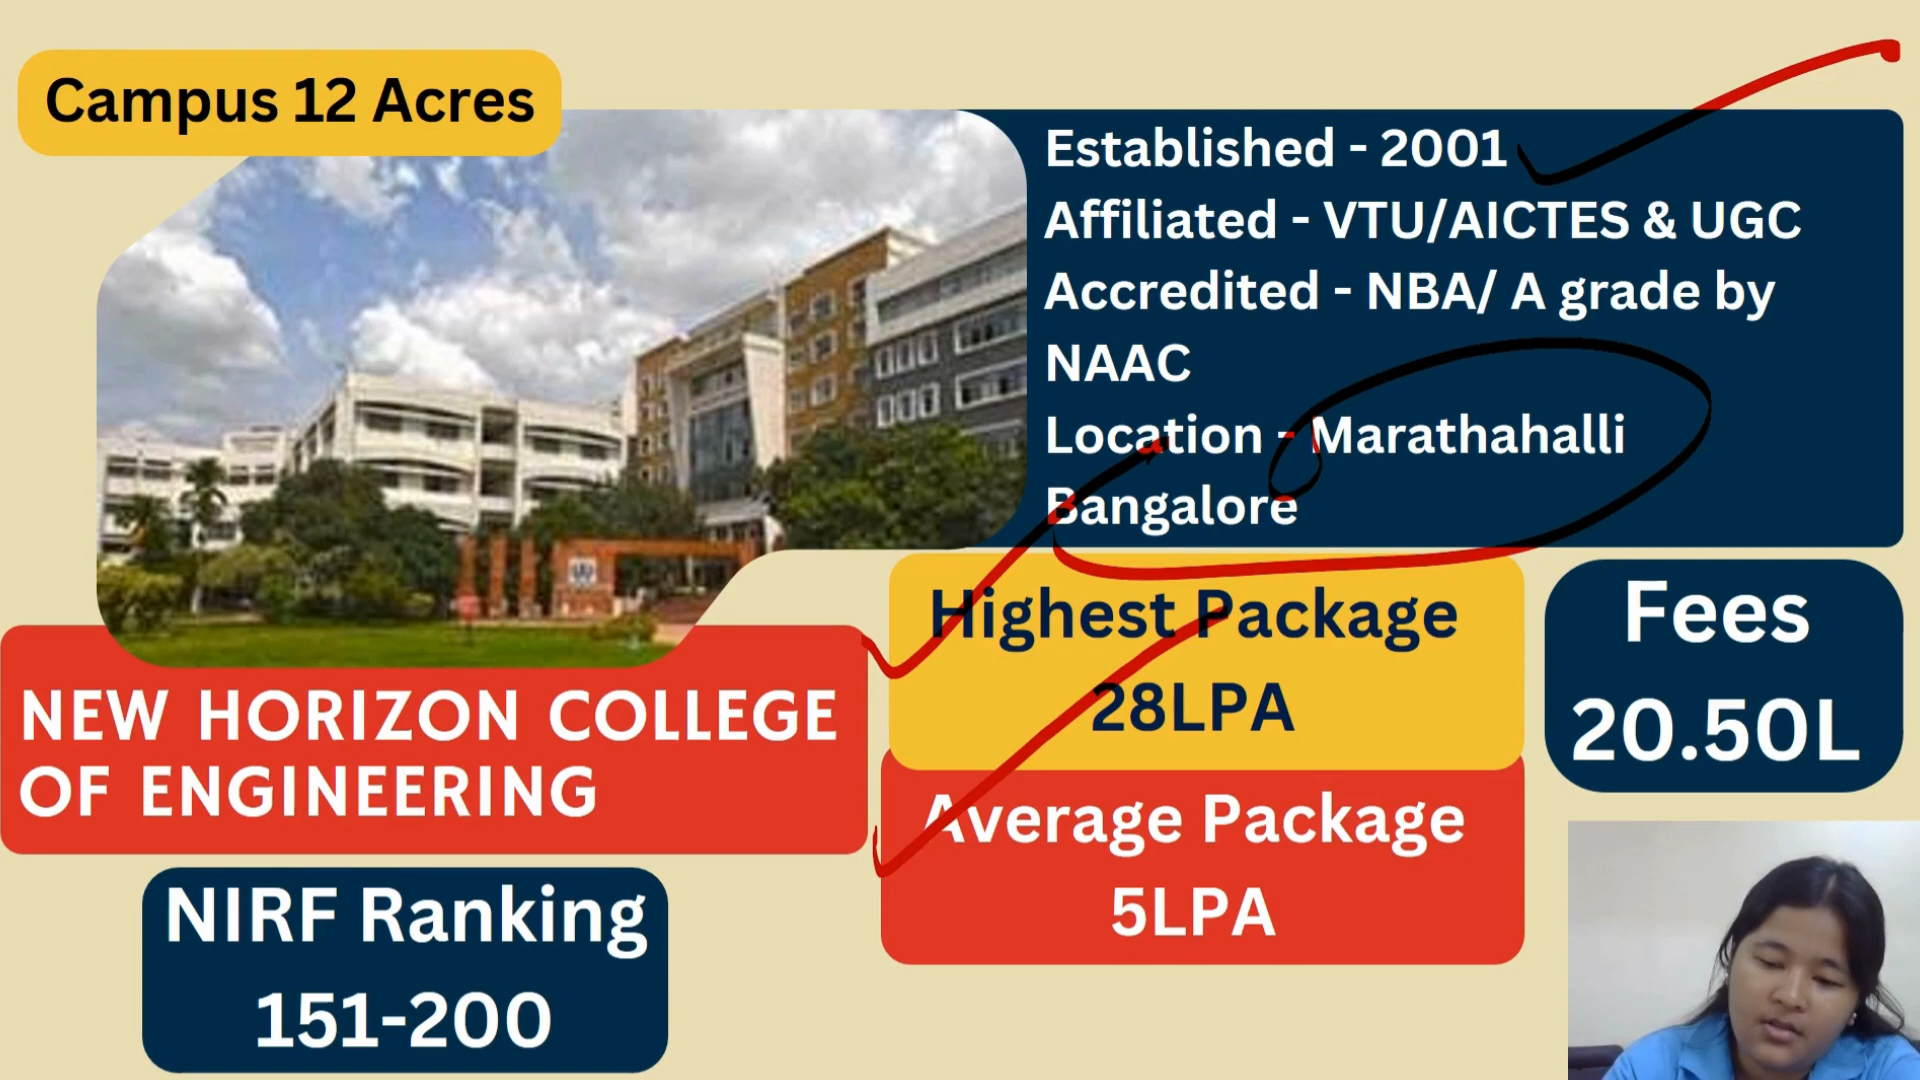 Campus 12 Acres
Established - 2001
Affiliated - VTU/AICTES & UGC
Accredited - NBA/ A grade by
NAAC
Location - Marathahalli
Bangalore
Highest Package
28LPA
Fees
20.50L
NEW HORIZON COLLEGE
OF ENGINEERING
Average Package
5LPA
NIRF Ranking
151-200